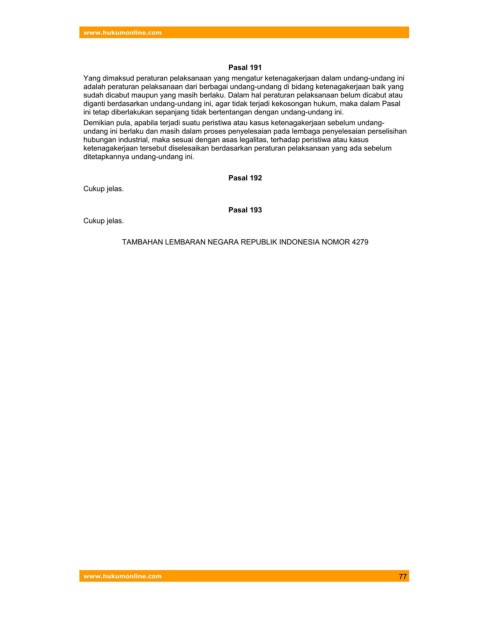 www.hukumonline.com
Pasal 191
Yang dimaksud peraturan pelaksanaan yang mengatur ketenagakerjaan dalam undang-undang ini
adalah peraturan pelaksanaan dari berbagai undang-undang di bidang ketenagakerjaan baik yang
sudah dicabut maupun yang masih berlaku. Dalam hal peraturan pelaksanaan belum dicabut atau
diganti berdasarkan undang-undang ini, agar tidak terjadi kekosongan hukum, maka dalam Pasal
ini tetap diberlakukan sepanjang tidak bertentangan dengan undang-undang ini.
Demikian pula, apabila terjadi suatu peristiwa atau kasus ketenagakerjaan sebelum undang-
undang ini berlaku dan masih dalam proses penyelesaian pada lembaga penyelesaian perselisihan
hubungan industrial, maka sesuai dengan asas legalitas, terhadap peristiwa atau kasus
ketenagakerjaan tersebut diselesaikan berdasarkan peraturan pelaksanaan yang ada sebelum
ditetapkannya undang-undang ini.
Pasal 192
Cukup jelas.
Pasal 193
Cukup jelas.
TAMBAHAN LEMBARAN NEGARA REPUBLIK INDONESIA NOMOR 4279
www.hukumonline.com 77